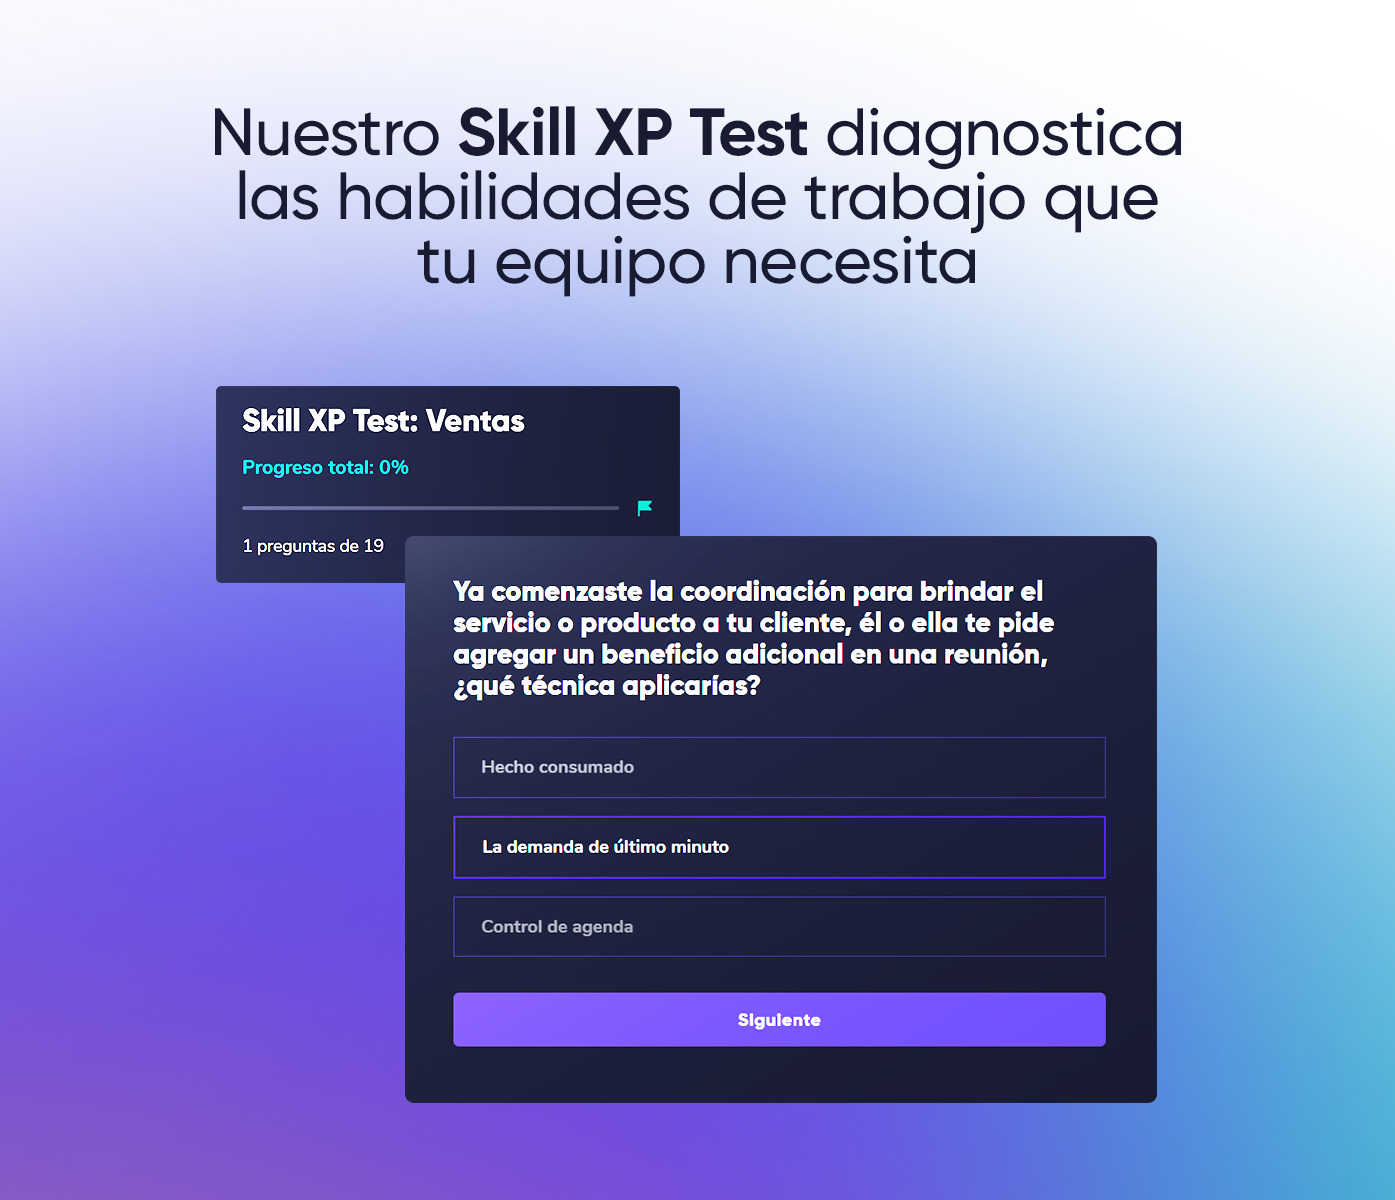 Nuestro Skill XP Test diagnostica
las habilidades de trabajo que
tu equipo necesita
Skill XP Test: Ventas
Progreso total: 0%
1 preguntas de 19
Ya comenzaste la coordinación para brindar el
servicio o producto a tu cliente, él o ella te pide
agregar un beneficio adicional en una reunión,
¿qué técnica aplicarías?
Hecho consumado
La demanda de último minuto
Control de agenda
Siguiente